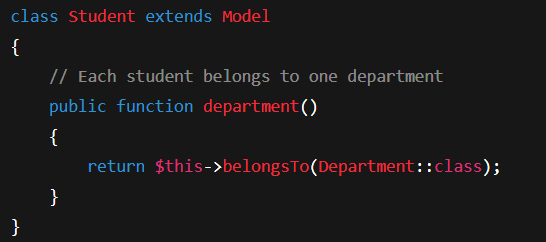 class Student extends Model
{
    // Each student belongs to one department
    public function department()
    {
        return $this->belongsTo(Department::class);
    }
}